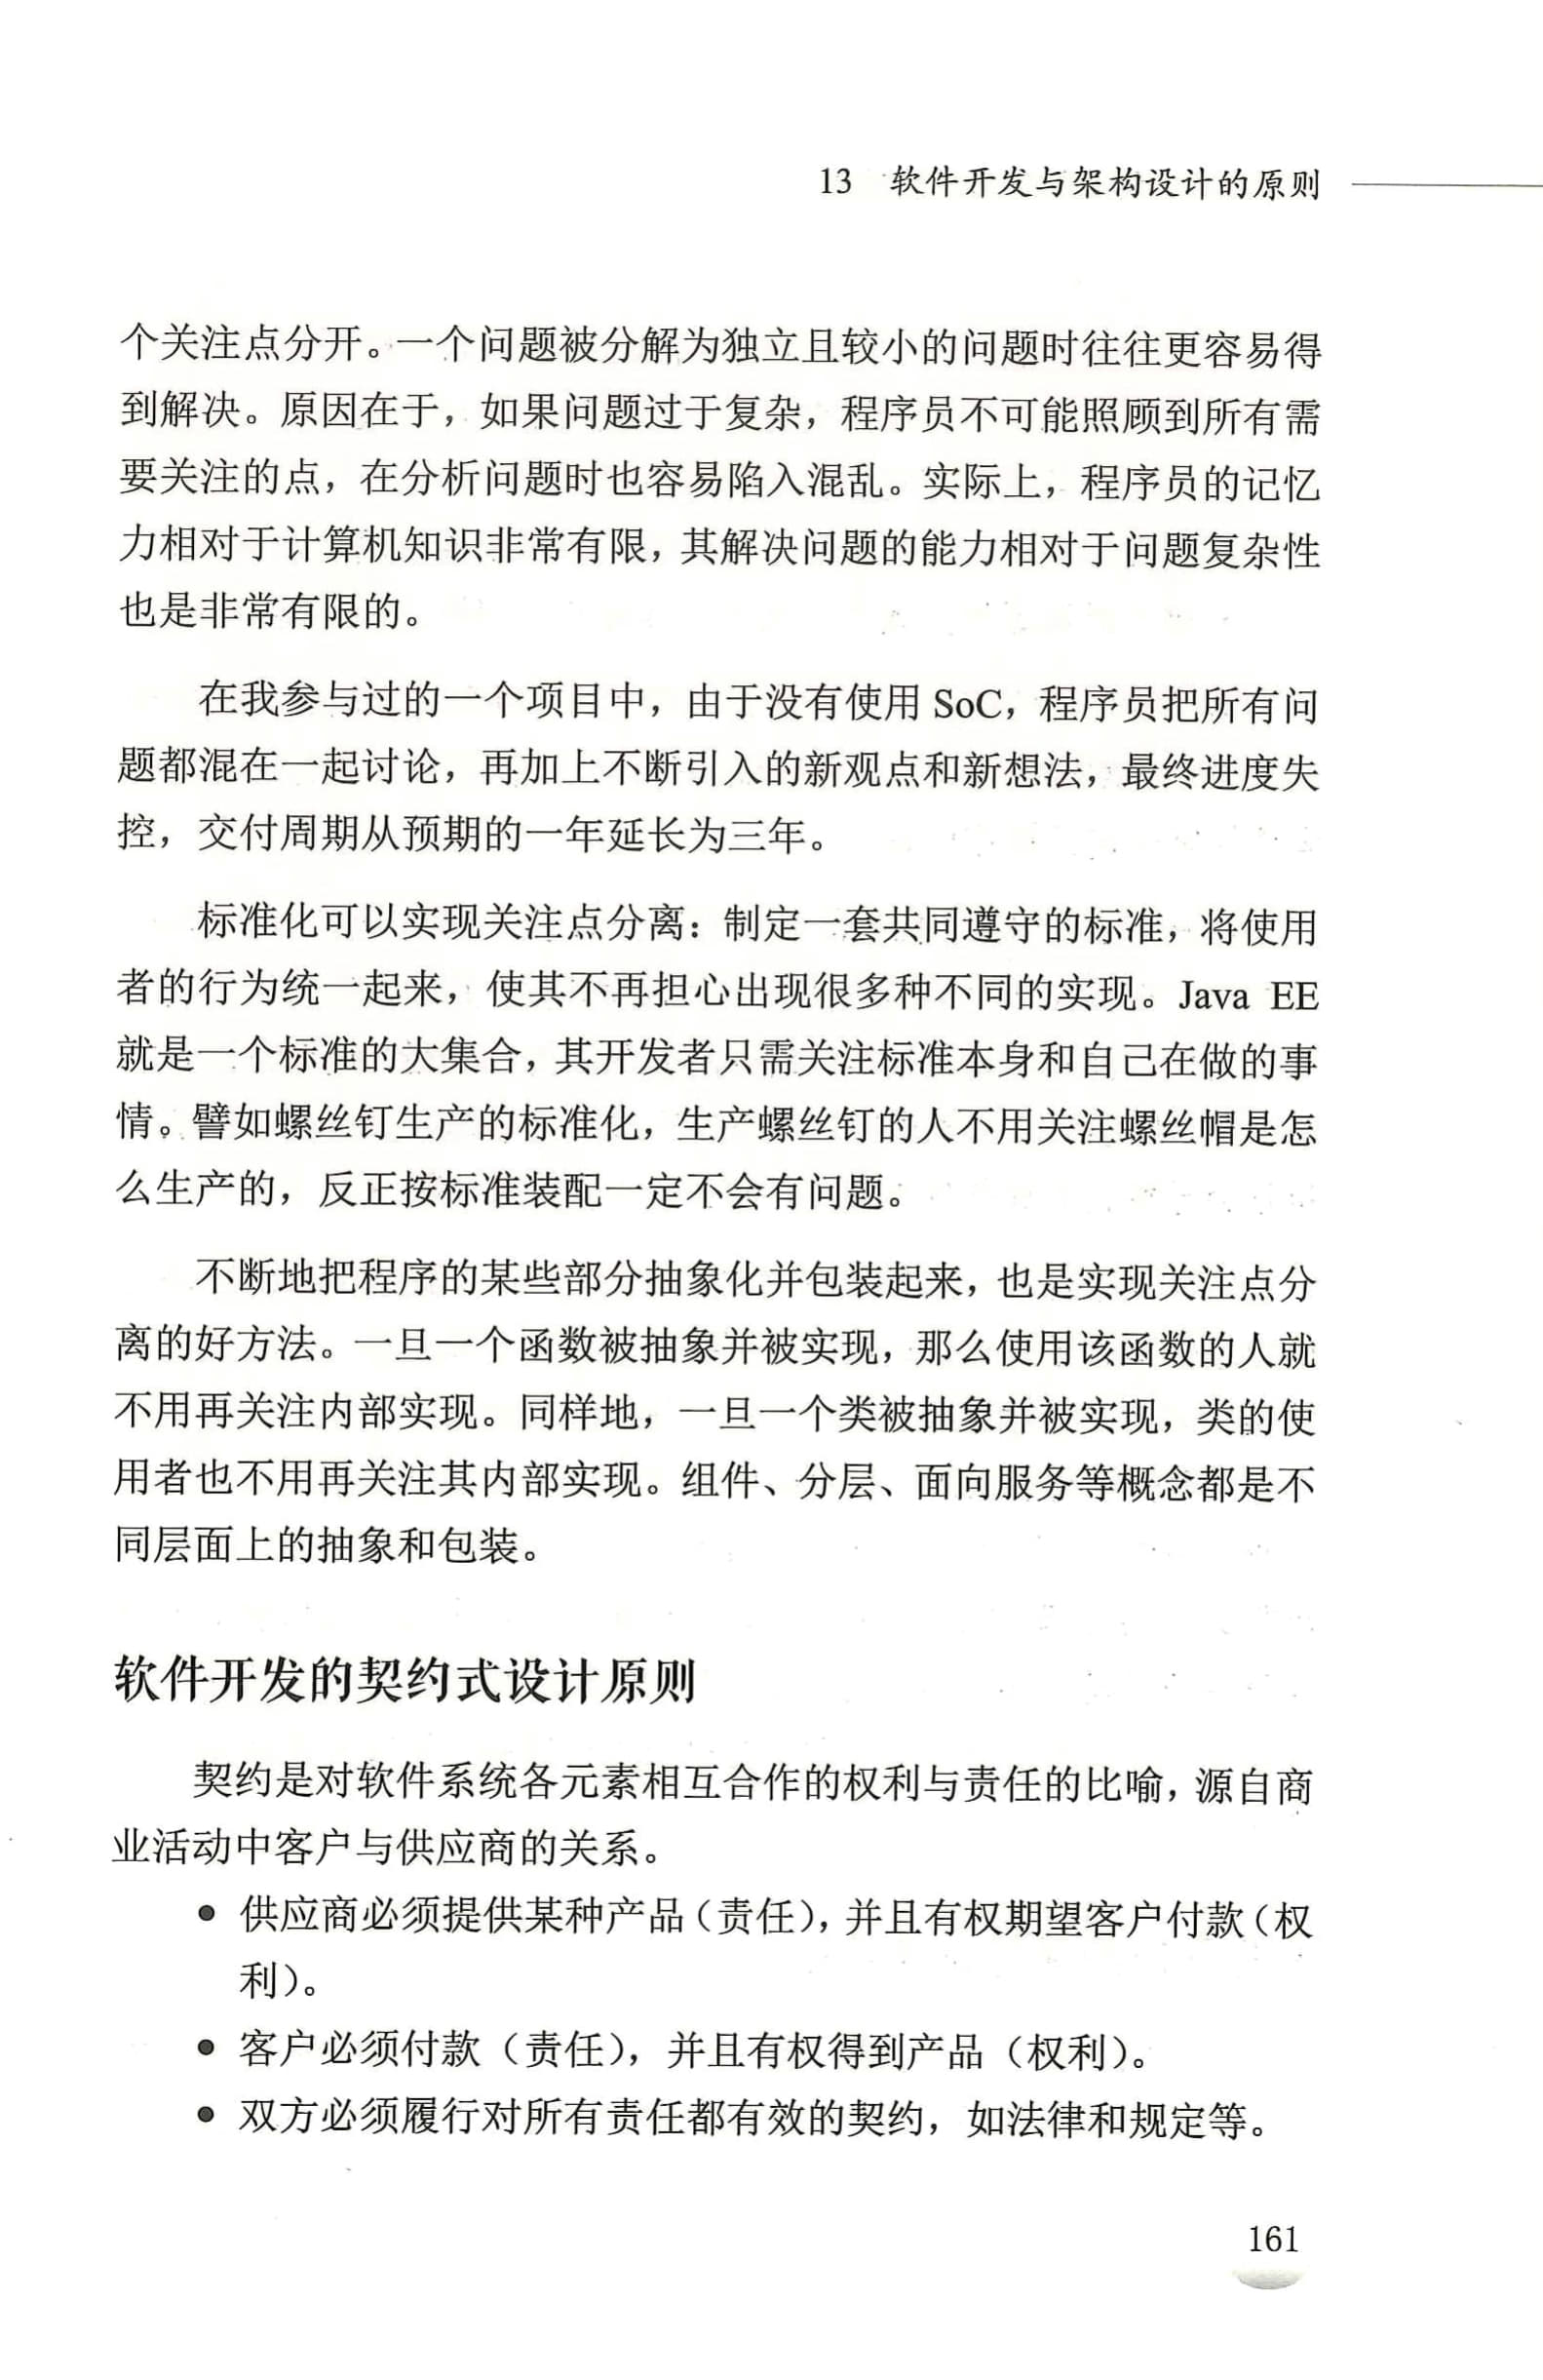 13 软件开发与架构设计的原则
个关注点分开。一个问题被分解为独立且较小的问题时往往更容易得
到解决。原因在于，如果问题过于复杂，程序员不可能照顾到所有需
要关注的点，在分析问题时也容易陷入混乱。实际上，程序员的记忆
力相对于计算机知识非常有限，其解决问题的能力相对于问题复杂性
也是非常有限的。
在我参与过的一个项目中，由于没有使用 SoC，程序员把所有问
题都混在一起讨论，再加上不断引入的新观点和新想法，最终进度失
控，交付周期从预期的一年延长为三年。
标准化可以实现关注点分离：制定一套共同遵守的标准，将使用
者的行为统一起来，使其不再担心出现很多种不同的实现。Java EE
就是一个标准的大集合，其开发者只需关注标准本身和自己在做的事
情。譬如螺丝钉生产的标准化，生产螺丝钉的人不用关注螺丝帽是怎
么生产的，反正按标准装配一定不会有问题。
不断地把程序的某些部分抽象化并包装起来，也是实现关注点分
离的好方法。一旦一个函数被抽象并被实现，那么使用该函数的人就
不用再关注内部实现。同样地，一旦一个类被抽象并被实现，类的使
用者也不用再关注其内部实现。组件、分层、面向服务等概念都是不
同层面上的抽象和包装。
软件开发的契约式设计原则
契约是对软件系统各元素相互合作的权利与责任的比喻，源自商
业活动中客户与供应商的关系。
● 供应商必须提供某种产品（责任），并且有权期望客户付款（权
利）。
● 客户必须付款（责任），并且有权得到产品（权利）。
● 双方必须履行对所有责任都有效的契约，如法律和规定等。
161